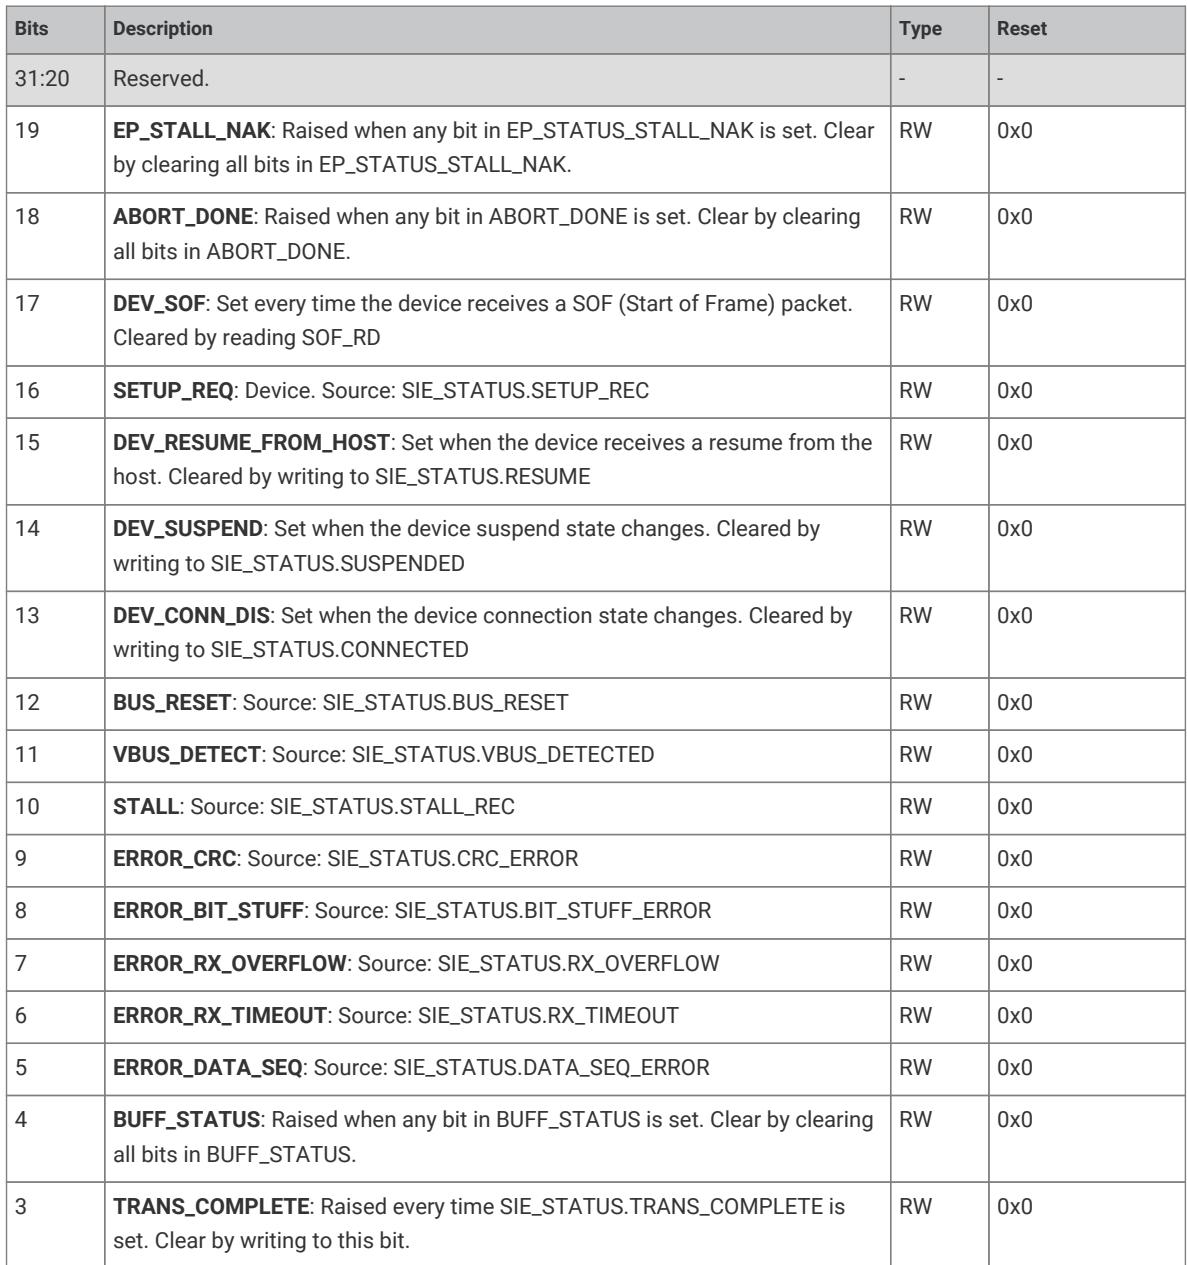 Bits Description Type Reset
31:20 Reserved. - -
19 EP_STALL_NAK: Raised when any bit in EP_STATUS_STALL_NAK is set. Clear RW 0x0
by clearing all bits in EP_STATUS_STALL_NAK.
18 ABORT_DONE: Raised when any bit in ABORT_DONE is set. Clear by clearing RW 0x0
all bits in ABORT_DONE.
17 DEV_SOF: Set every time the device receives a SOF (Start of Frame) packet. RW 0x0
Cleared by reading SOF_RD
16 SETUP_REQ: Device. Source: SIE_STATUS.SETUP_REC RW 0x0
15 DEV_RESUME_FROM_HOST: Set when the device receives a resume from the RW 0x0
host. Cleared by writing to SIE_STATUS.RESUME
14 DEV_SUSPEND: Set when the device suspend state changes. Cleared by RW 0x0
writing to SIE_STATUS.SUSPENDED
13 DEV_CONN_DIS: Set when the device connection state changes. Cleared by RW 0x0
writing to SIE_STATUS.CONNECTED
12 BUS_RESET: Source: SIE_STATUS.BUS_RESET RW 0x0
11 VBUS_DETECT: Source: SIE_STATUS.VBUS_DETECTED RW 0x0
10 STALL: Source: SIE_STATUS.STALL_REC RW 0x0
9 ERROR_CRC: Source: SIE_STATUS.CRC_ERROR RW 0x0
8 ERROR_BIT_STUFF: Source: SIE_STATUS.BIT_STUFF_ERROR RW 0x0
7 ERROR_RX_OVERFLOW: Source: SIE_STATUS.RX_OVERFLOW RW 0x0
6 ERROR_RX_TIMEOUT: Source: SIE_STATUS.RX_TIMEOUT RW 0x0
5 ERROR_DATA_SEQ: Source: SIE_STATUS.DATA_SEQ_ERROR RW 0x0
4 BUFF_STATUS: Raised when any bit in BUFF_STATUS is set. Clear by clearing RW 0x0
all bits in BUFF_STATUS.
3 TRANS_COMPLETE: Raised every time SIE_STATUS.TRANS_COMPLETE is RW 0x0
set. Clear by writing to this bit.